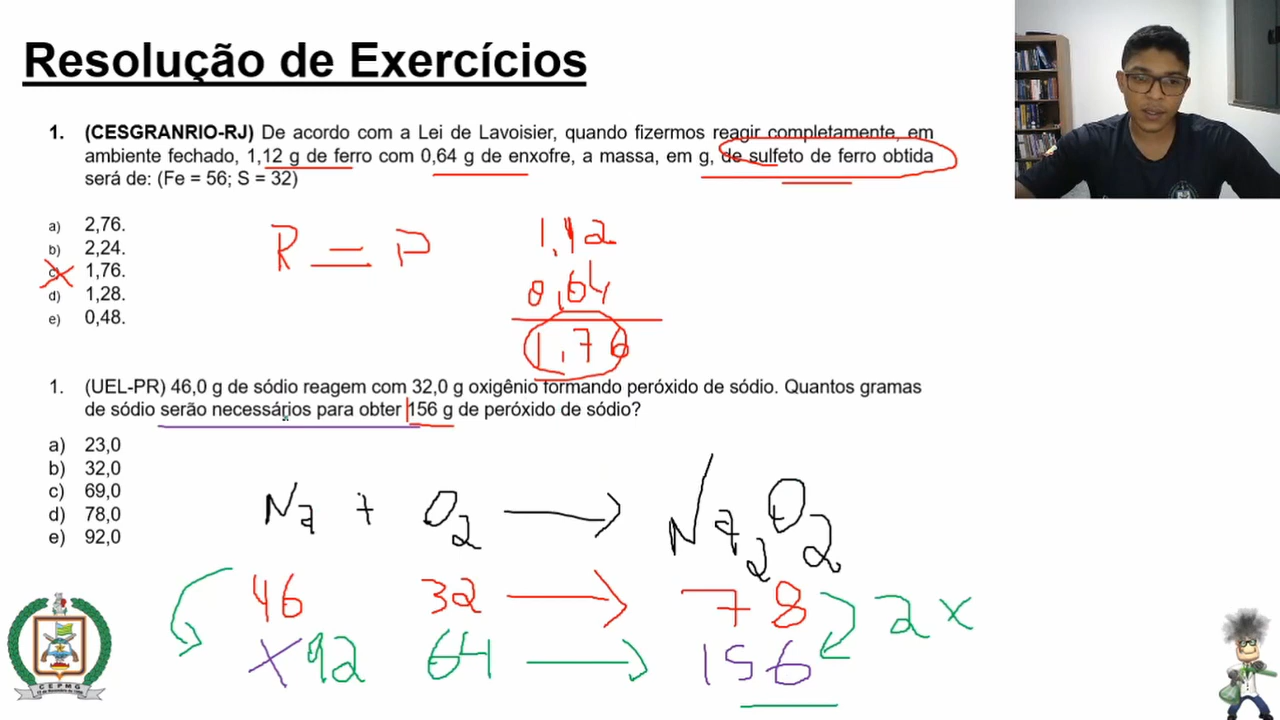 Resolução de Exercícios
1. (CESGRANRIO-RJ) De acordo com a Lei de Lavoisier, quando fizermos reagir completamente, em
ambiente fechado, 1,12 g de ferro com 0,64 g de enxofre, a massa, em g, de sulfeto de ferro obtida
será de: (Fe = 56; S = 32)
a) 2,76.
b) 2,24.
c) 1,76.
d) 1,28.
e) 0,48.
R = P
1,12
0,64
1,76
1. (UEL-PR) 46,0 g de sódio reagem com 32,0 g oxigênio formando peróxido de sódio. Quantos gramas
de sódio serão necessários para obter 156 g de peróxido de sódio?
a) 23,0
b) 32,0
c) 69,0
d) 78,0
e) 92,0
Na + O2 → Na2O2
46 32 → 78 2x
X 92 64 → 156
CEPMG